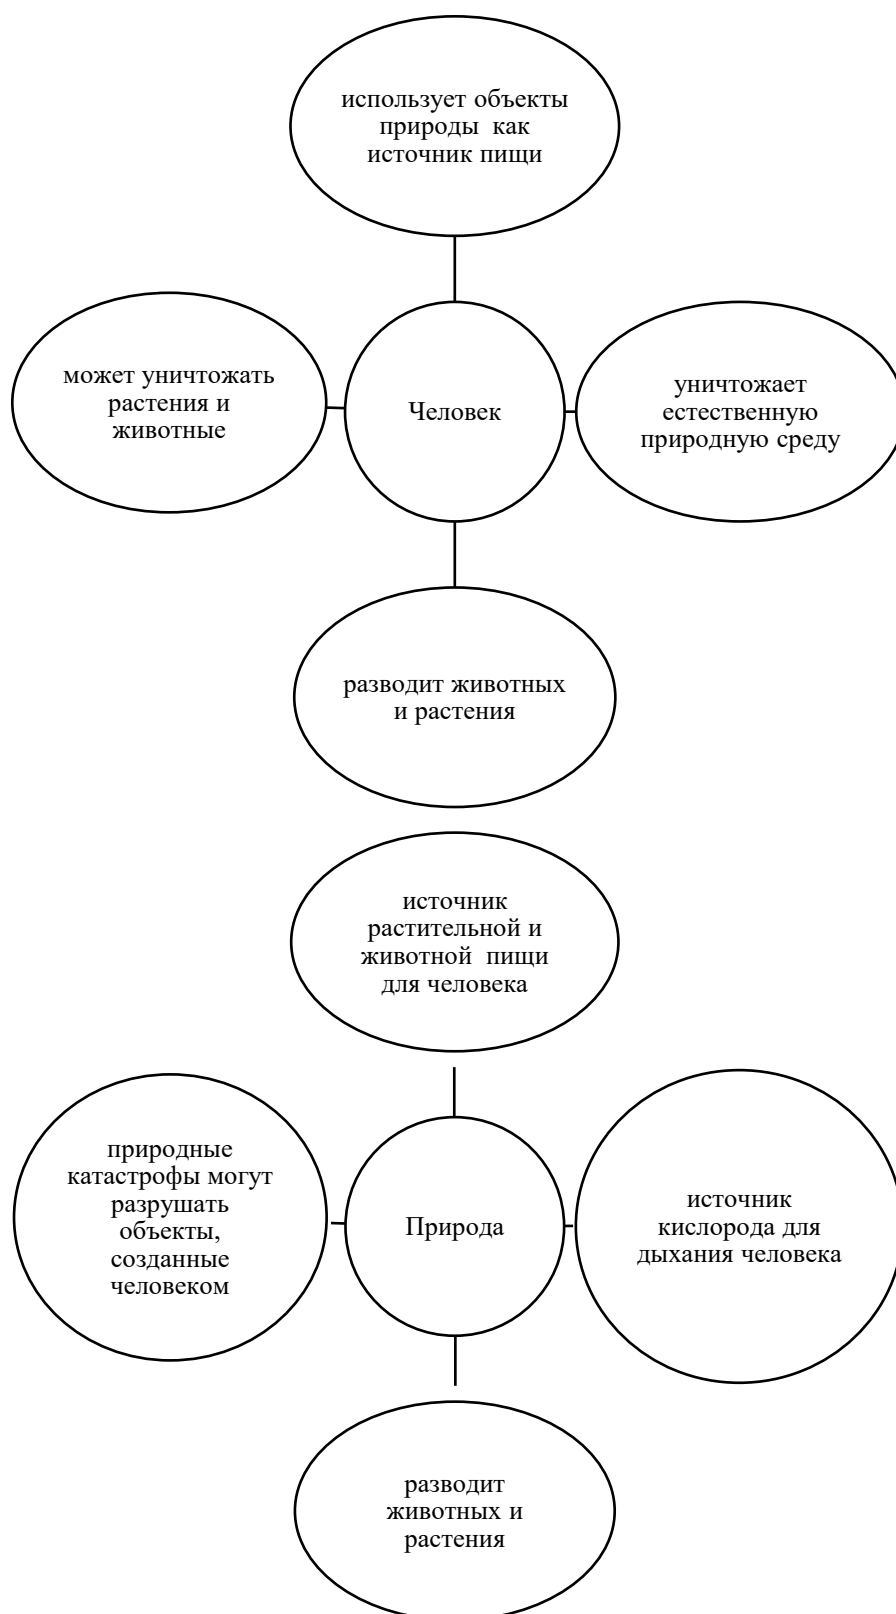 использует объекты
природы как
источник пищи
может уничтожать
растения и
животные
Человек
уничтожает
естественную
природную среду
разводит животных
и растения
источник
растительной и
животной пищи
для человека
природные
катастрофы могут
разрушать
объекты,
созданные
человеком
Природа
источник
кислорода для
дыхания человека
разводит
животных и
растения